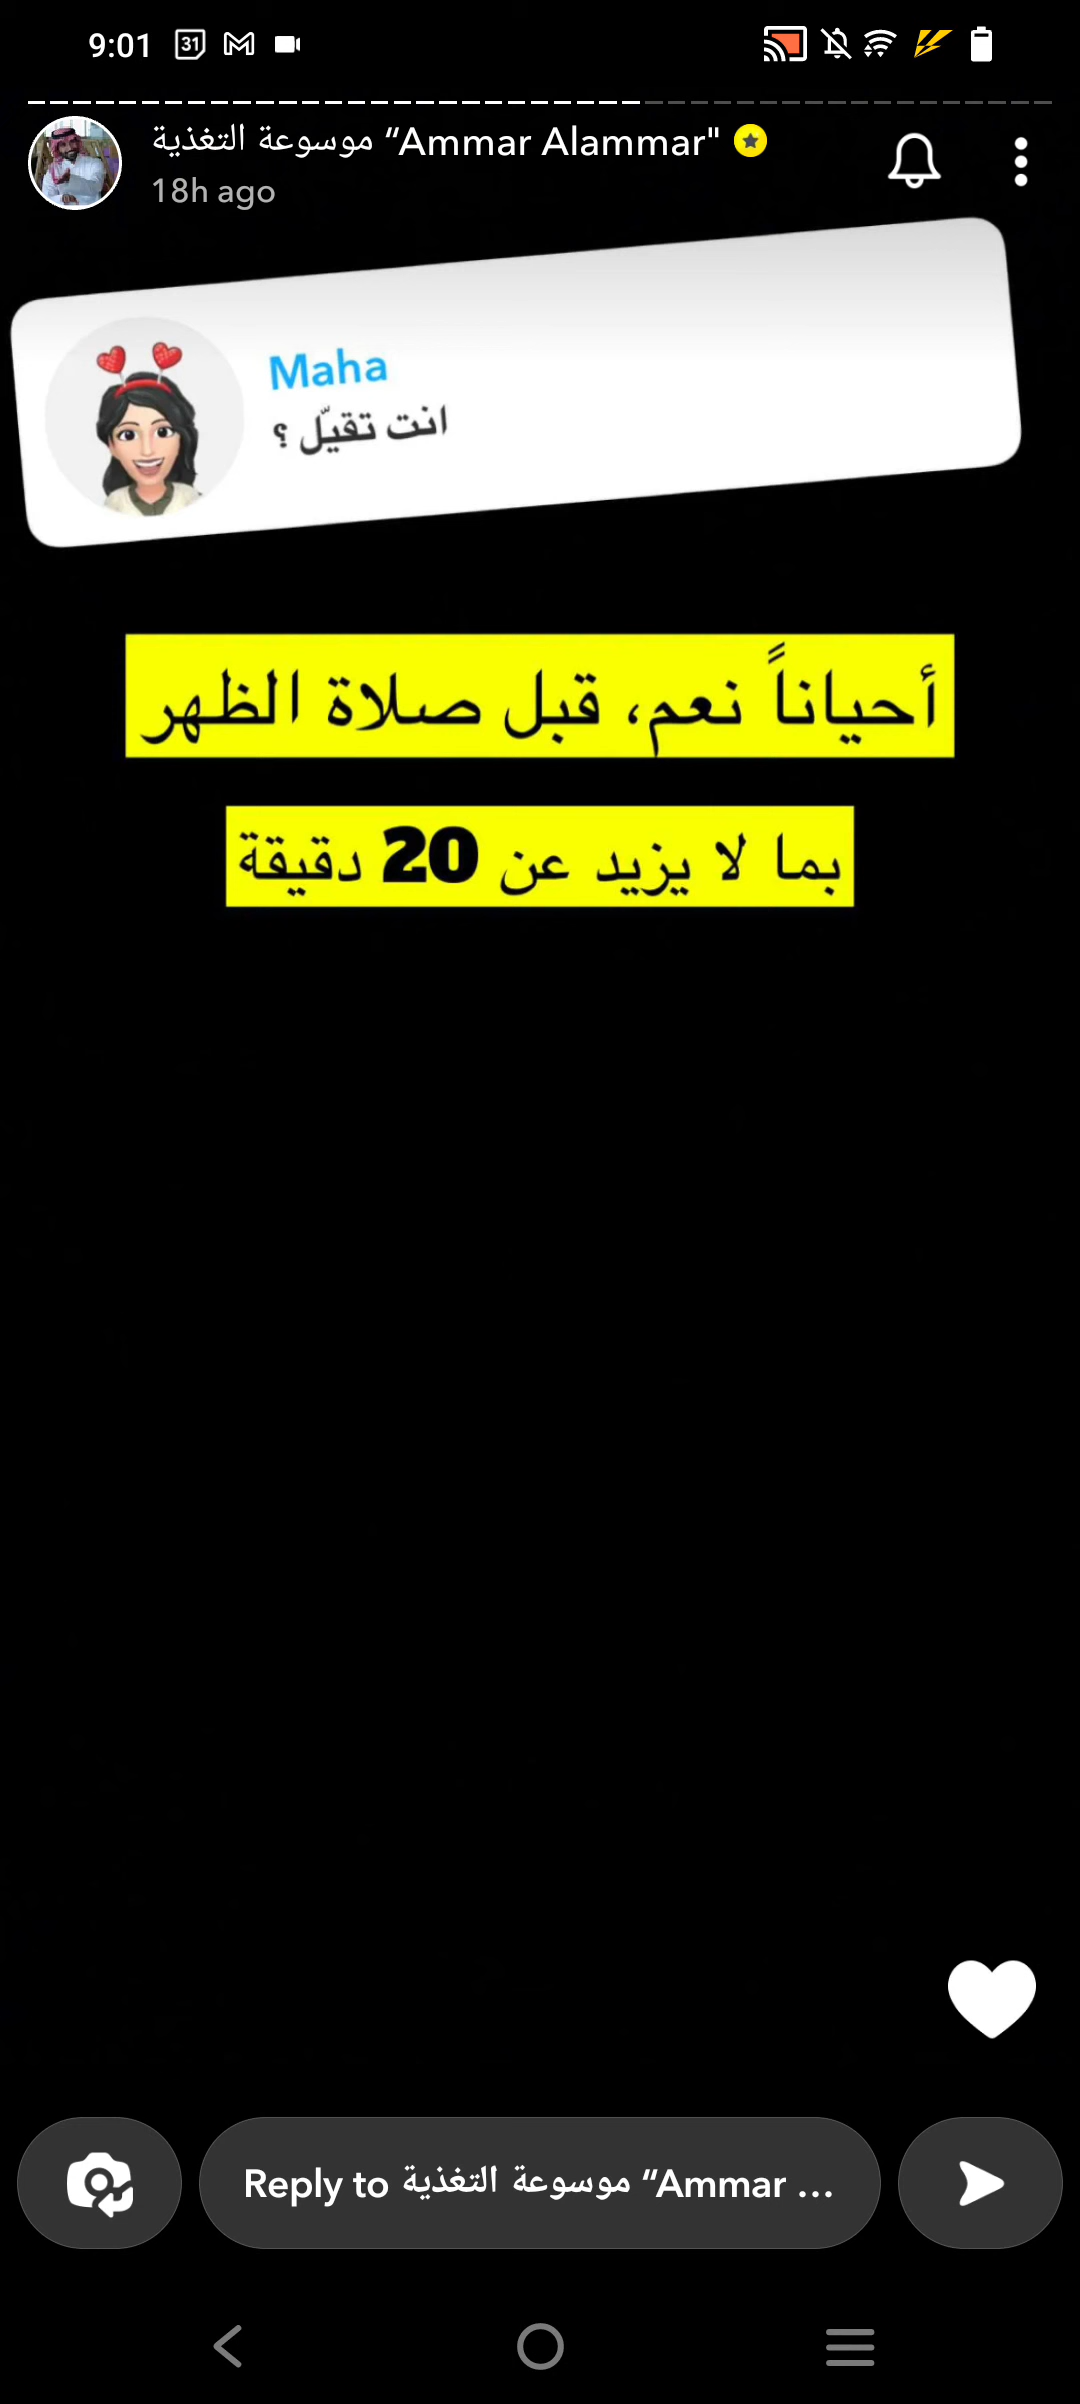 9:01
31
موسوعة التغذية “Ammar Alammar"
18h ago
Maha
انت تقيّل ؟
أحياناً نعم، قبل صلاة الظهر
بما لا يزيد عن 20 دقيقة
Reply to موسوعة التغذية “Ammar ...